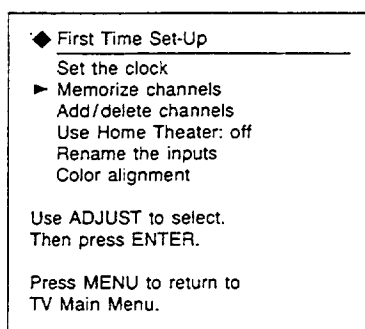 First Time Set-Up
Set the clock
Memorize channels
Add/delete channels
Use Home Theater: off
Rename the inputs
Color alignment
Use ADJUST to select.
Then press ENTER.
Press MENU to return to
TV Main Menu.